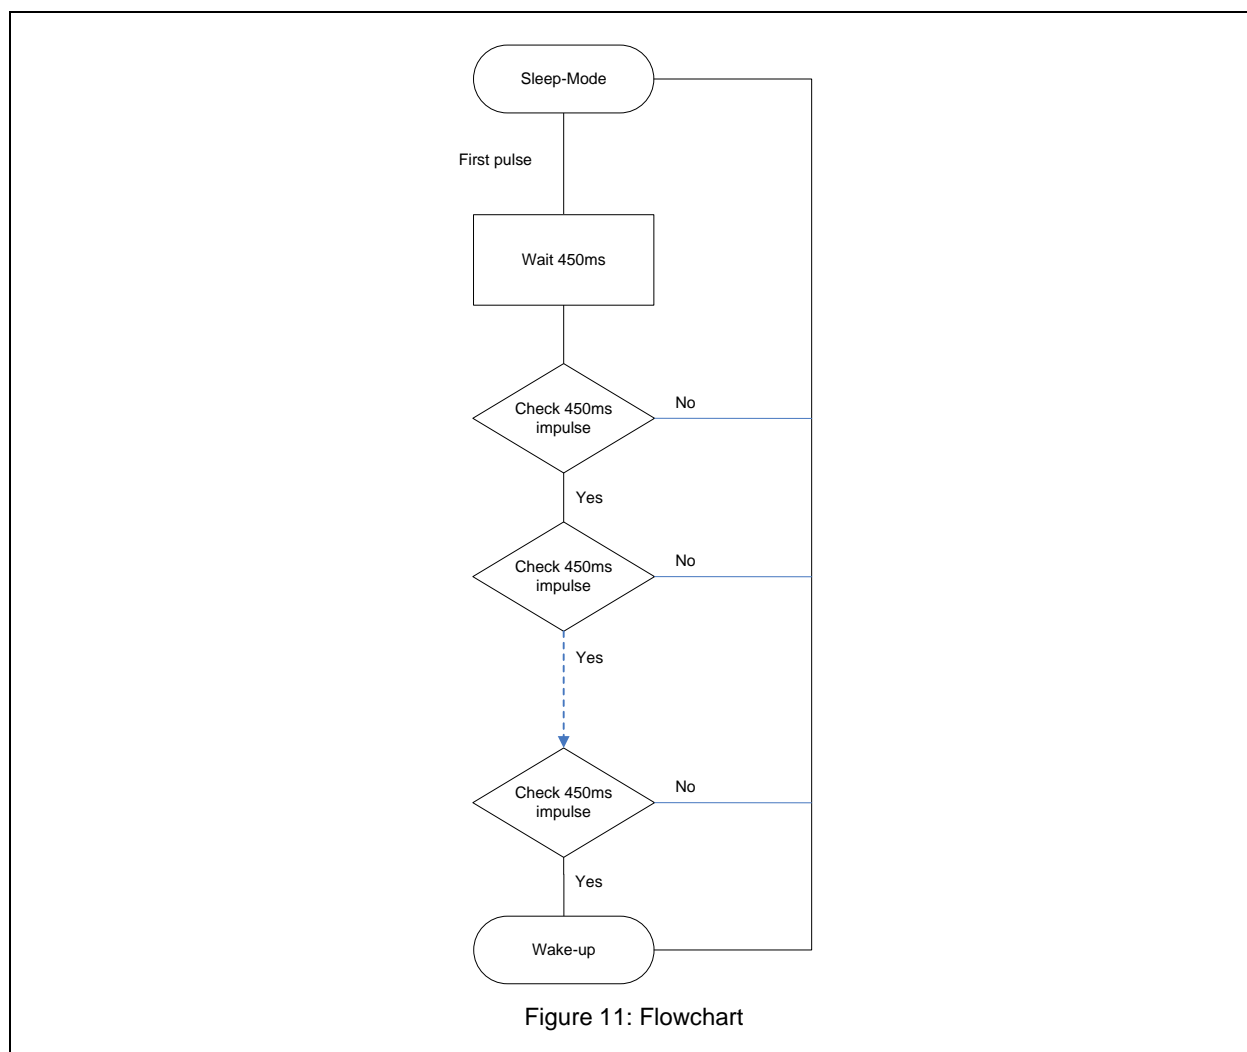 Sleep-Mode
First pulse
Wait 450ms
Check 450ms
impulse
No
Yes
Check 450ms
impulse
No
Yes
Check 450ms
impulse
No
Yes
Wake-up
Figure 11: Flowchart